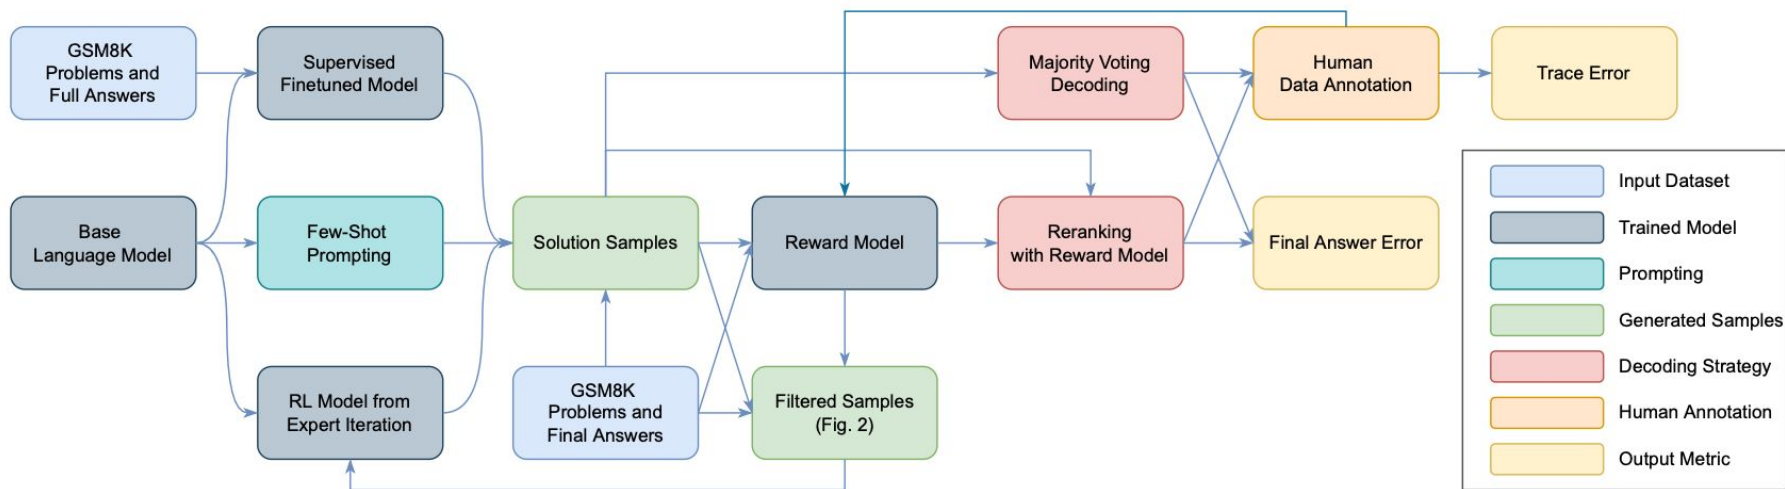 GSM8K
Problems and
Full Answers
Supervised
Finetuned Model
Majority Voting
Decoding
Human
Data Annotation
Trace Error
Base
Language Model
Few-Shot
Prompting
Solution Samples
Reward Model
Reranking
with Reward Model
Final Answer Error
RL Model from
Expert Iteration
GSM8K
Problems and
Final Answers
Filtered Samples
(Fig. 2)
Input Dataset
Trained Model
Prompting
Generated Samples
Decoding Strategy
Human Annotation
Output Metric